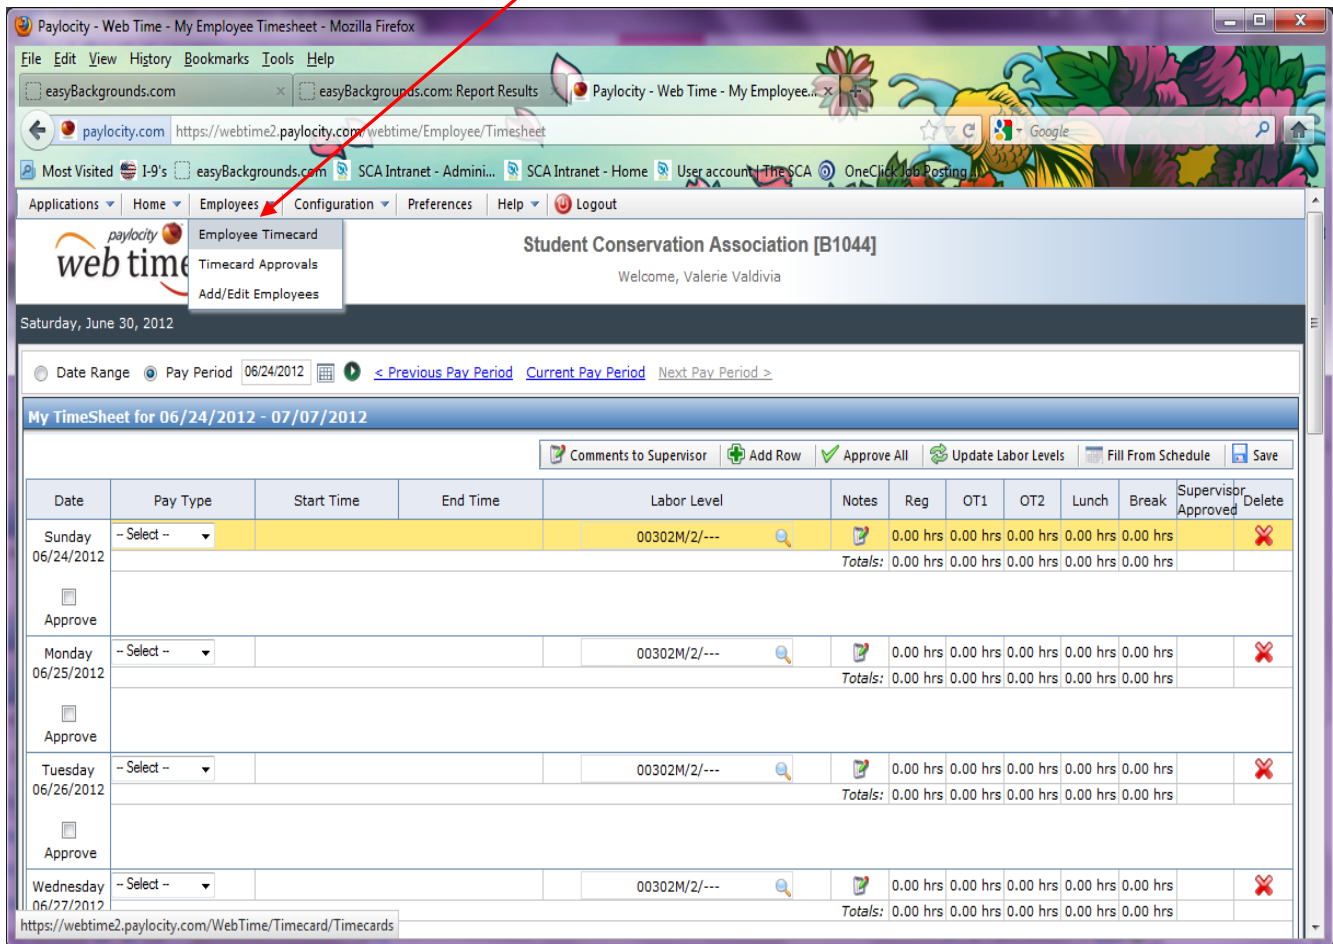 Paylocity - Web Time - My Employee Timesheet - Mozilla Firefox
File Edit View History Bookmarks Tools Help
easyBackgrounds.com easyBackgrounds.com: Report Results Paylocity - Web Time - My Employee...
paylocity.com https://webtime2.paylocity.com/webtime/Employee/Timesheet Google
Most Visited I-9's easyBackgrounds.com SCA Intranet - Admini... SCA Intranet - Home User account | The SCA OneClick Job Posting
Applications Home Employees Configuration Preferences Help Logout
Employee Timecard
Timecard Approvals
Add/Edit Employees
paylocity
web time
Student Conservation Association [B1044]
Welcome, Valerie Valdivia
Saturday, June 30, 2012
Date Range Pay Period 06/24/2012 < Previous Pay Period Current Pay Period Next Pay Period >
My TimeSheet for 06/24/2012 - 07/07/2012
Comments to Supervisor Add Row Approve All Update Labor Levels Fill From Schedule Save
Date Pay Type Start Time End Time Labor Level Notes Reg OT1 OT2 Lunch Break Supervisor Approved Delete
Sunday -- Select -- 00302M/2/--- 0.00 hrs 0.00 hrs 0.00 hrs 0.00 hrs 0.00 hrs
06/24/2012 Totals: 0.00 hrs 0.00 hrs 0.00 hrs 0.00 hrs 0.00 hrs
Approve
Monday -- Select -- 00302M/2/--- 0.00 hrs 0.00 hrs 0.00 hrs 0.00 hrs 0.00 hrs
06/25/2012 Totals: 0.00 hrs 0.00 hrs 0.00 hrs 0.00 hrs 0.00 hrs
Approve
Tuesday -- Select -- 00302M/2/--- 0.00 hrs 0.00 hrs 0.00 hrs 0.00 hrs 0.00 hrs
06/26/2012 Totals: 0.00 hrs 0.00 hrs 0.00 hrs 0.00 hrs 0.00 hrs
Approve
Wednesday -- Select -- 00302M/2/--- 0.00 hrs 0.00 hrs 0.00 hrs 0.00 hrs 0.00 hrs
06/27/2012 Totals: 0.00 hrs 0.00 hrs 0.00 hrs 0.00 hrs 0.00 hrs
https://webtime2.paylocity.com/WebTime/Timecard/Timecards